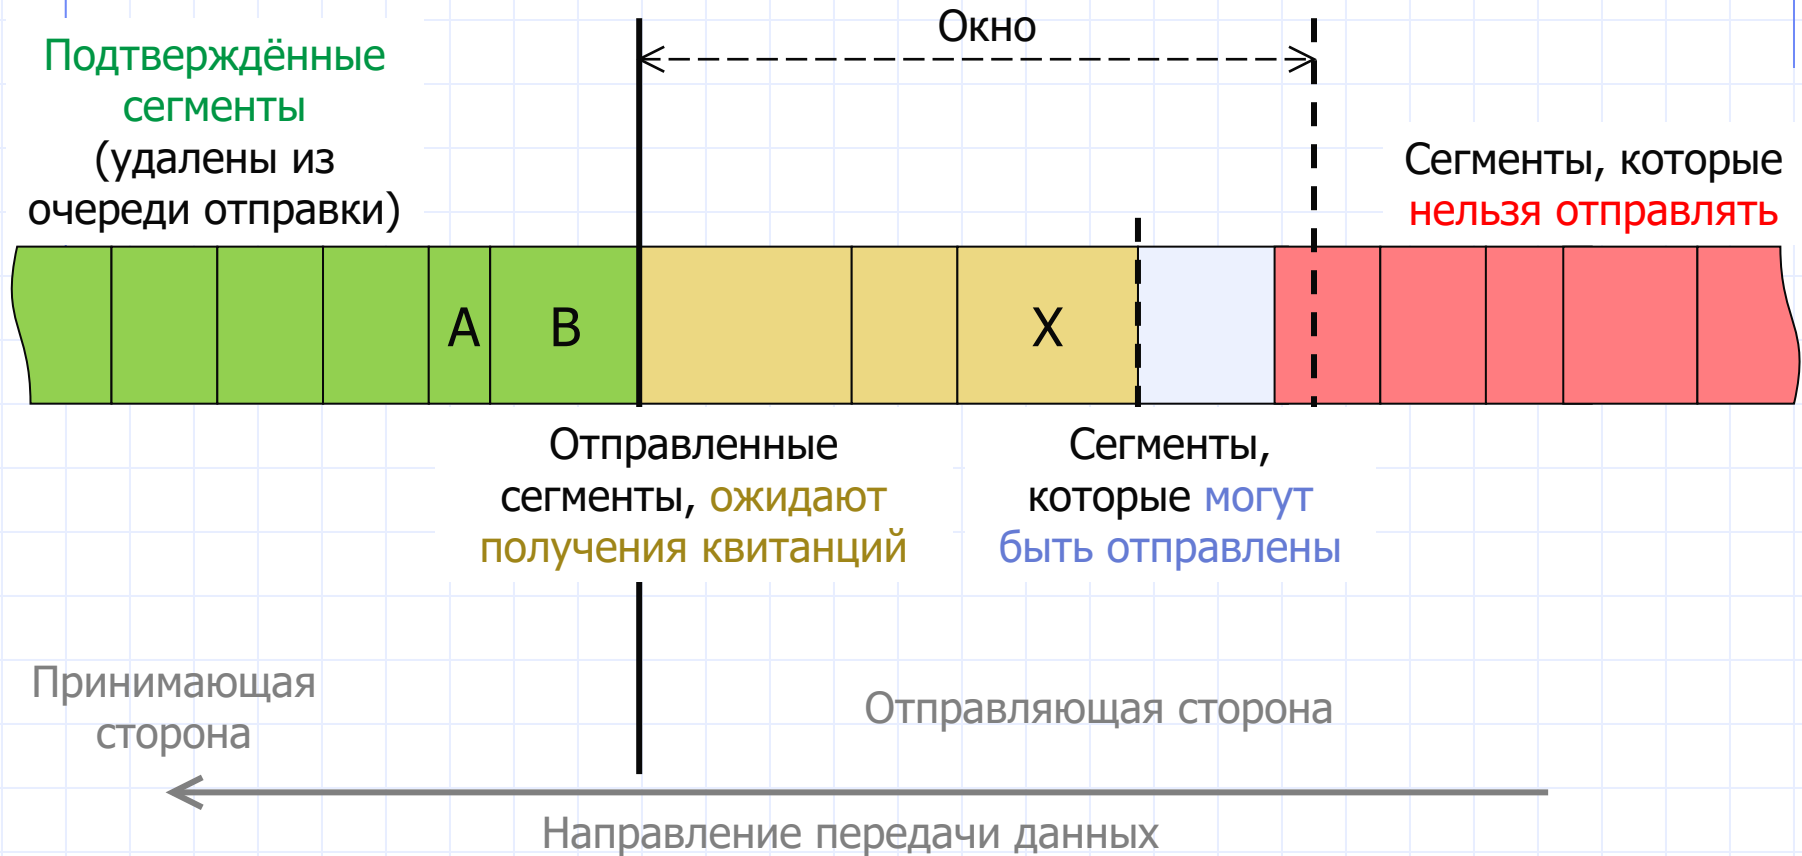 Окно
Подтверждённые
сегменты
(удалены из
очереди отправки)
Сегменты, которые
нельзя отправлять
A
B
X
Отправленные
сегменты, ожидают
получения квитанций
Сегменты,
которые могут
быть отправлены
Принимающая
сторона
Отправляющая сторона
Направление передачи данных